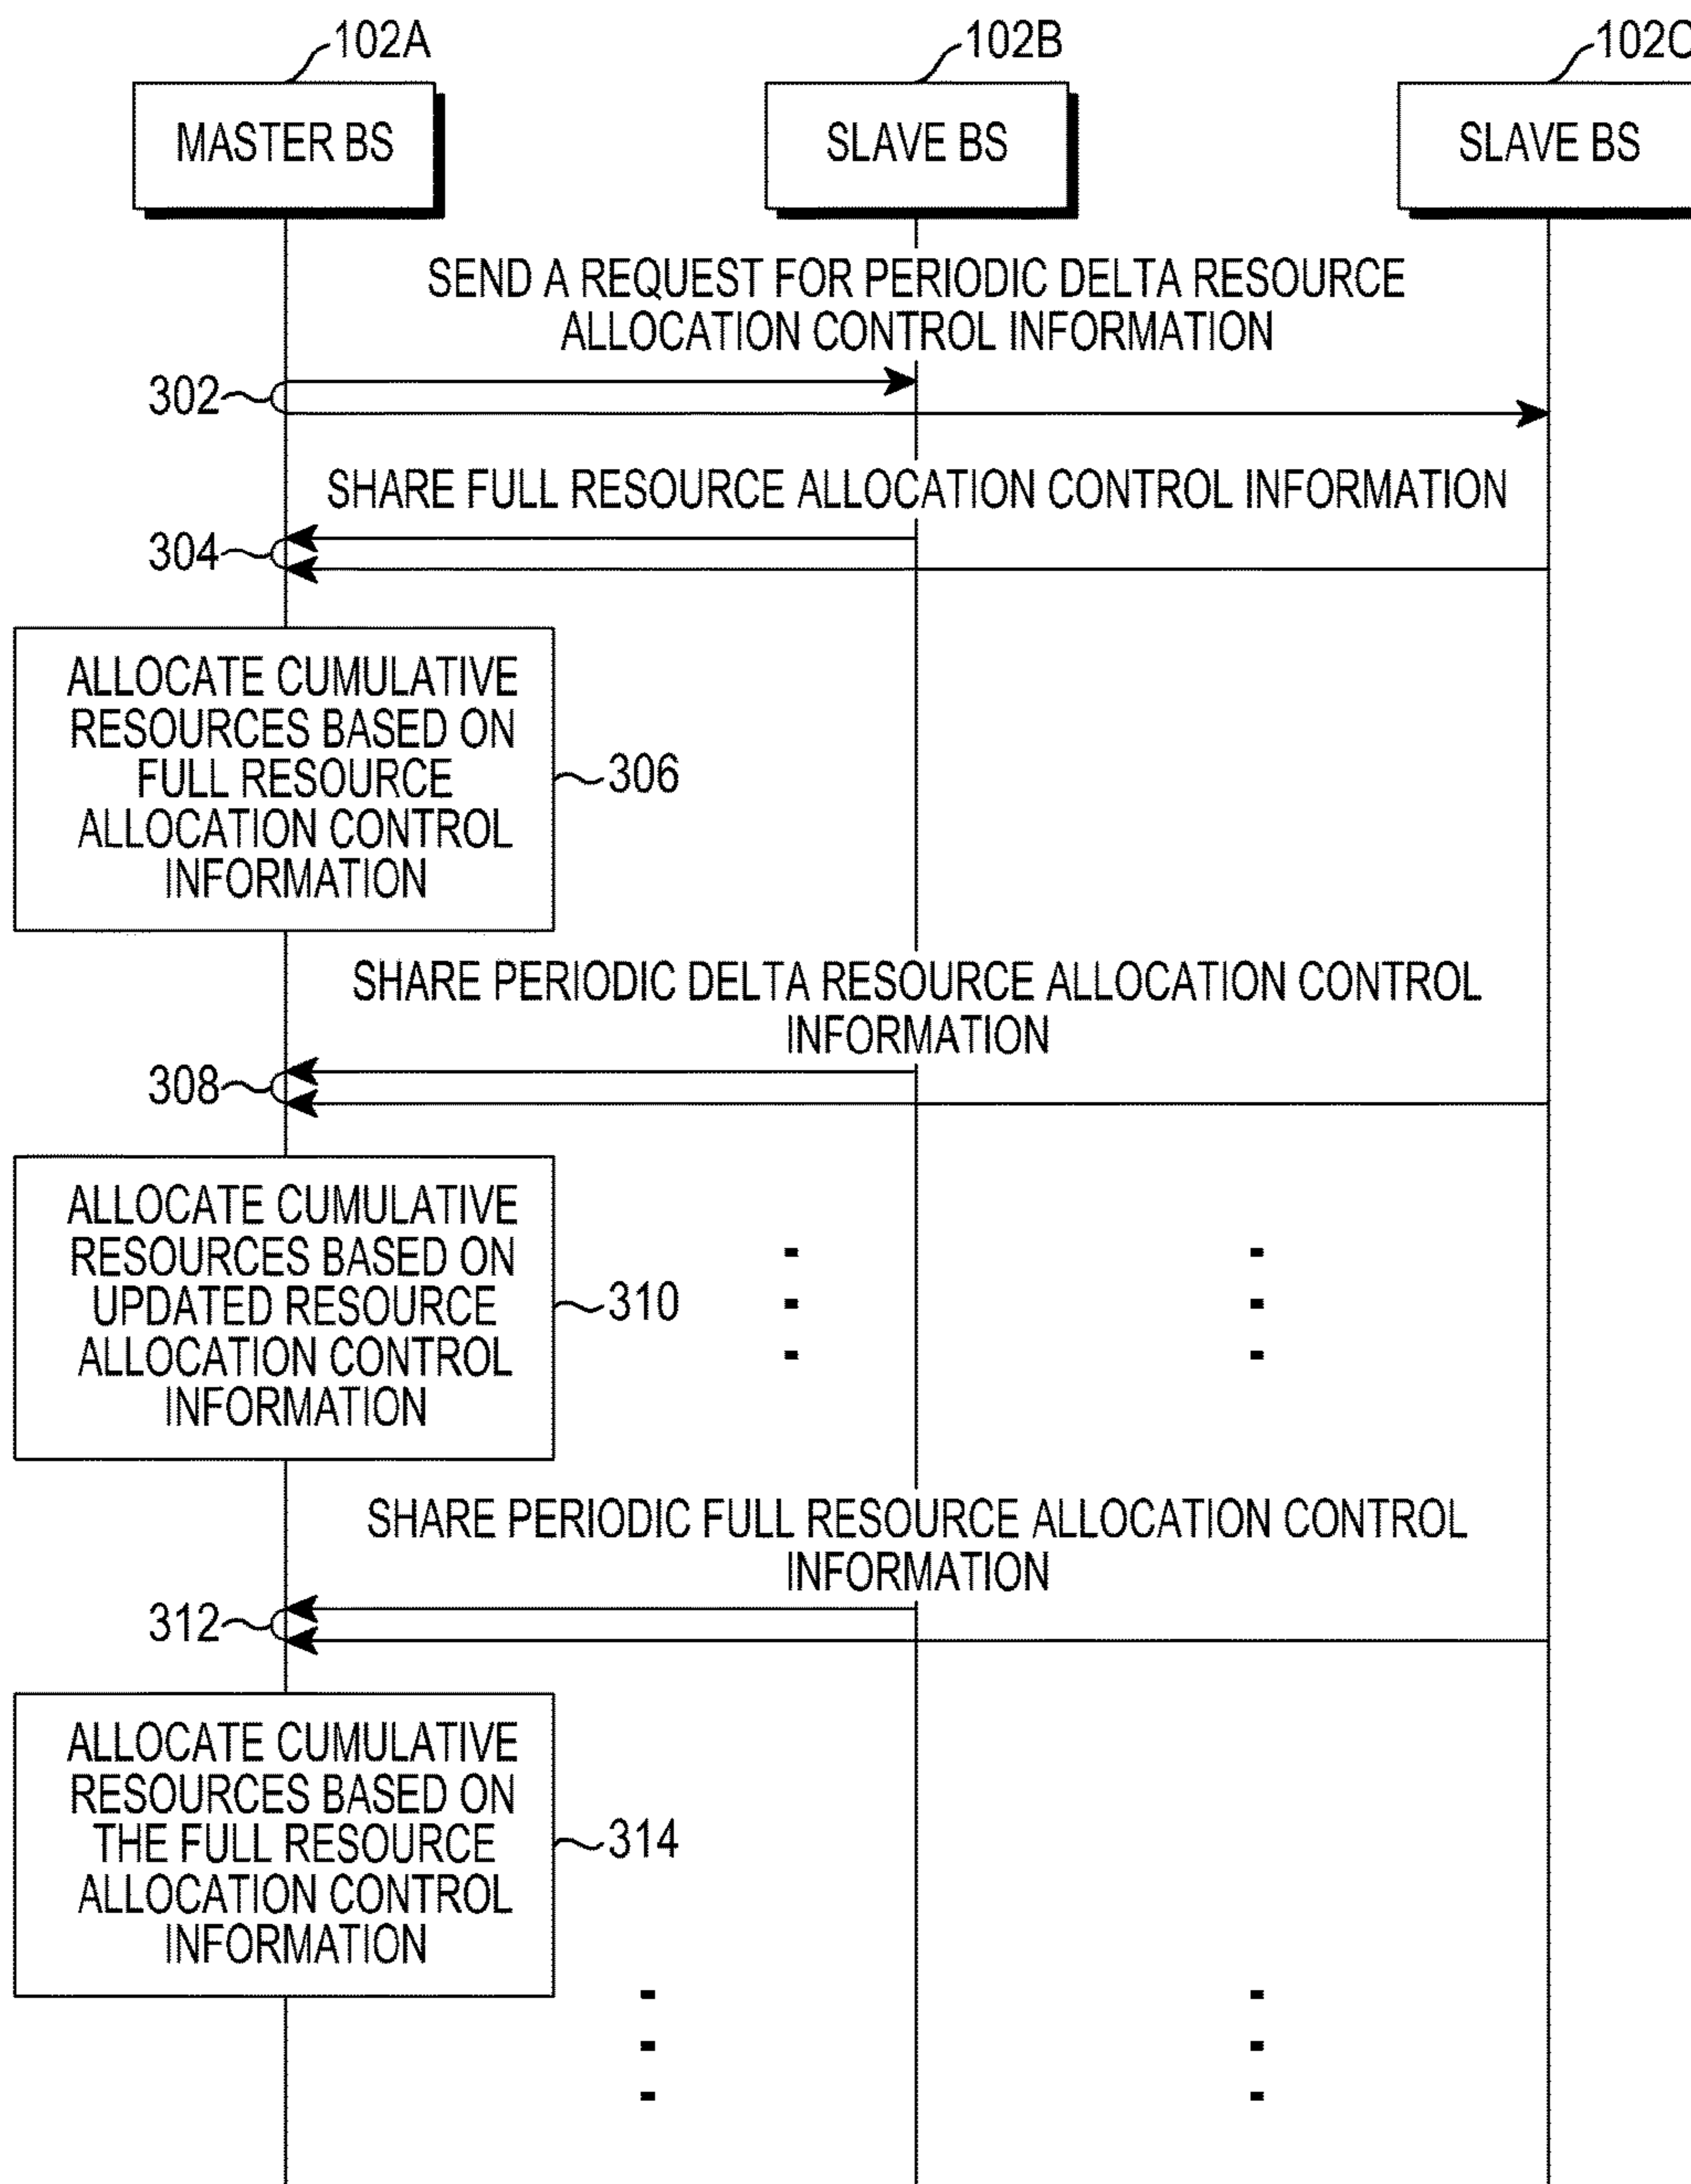 102A
102B
102C
MASTER BS
SLAVE BS
SLAVE BS
SEND A REQUEST FOR PERIODIC DELTA RESOURCE
ALLOCATION CONTROL INFORMATION
302
SHARE FULL RESOURCE ALLOCATION CONTROL INFORMATION
304
ALLOCATE CUMULATIVE
RESOURCES BASED ON
FULL RESOURCE
ALLOCATION CONTROL
INFORMATION
306
SHARE PERIODIC DELTA RESOURCE ALLOCATION CONTROL
INFORMATION
308
ALLOCATE CUMULATIVE
RESOURCES BASED ON
UPDATED RESOURCE
ALLOCATION CONTROL
INFORMATION
310
SHARE PERIODIC FULL RESOURCE ALLOCATION CONTROL
INFORMATION
312
ALLOCATE CUMULATIVE
RESOURCES BASED ON
THE FULL RESOURCE
ALLOCATION CONTROL
INFORMATION
314